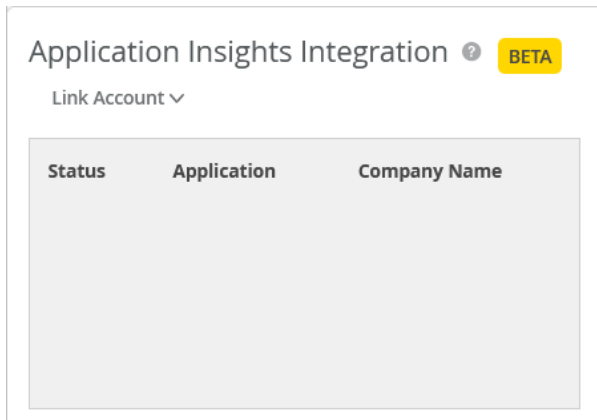 Application Insights Integration ? BETA
Link Account
Status Application Company Name